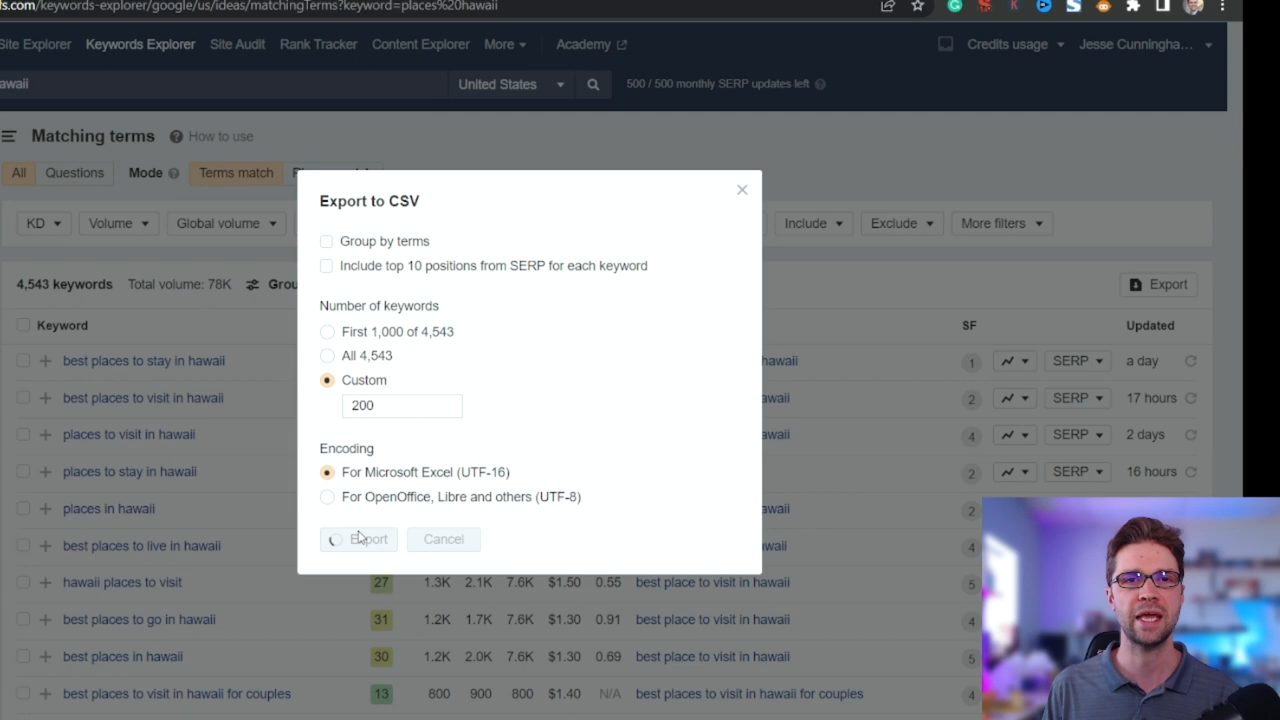 fs.com/keywords-explorer/google/us/ideas/matchingTerms?keyword=places%20hawaii
Site Explorer Keywords Explorer Site Audit Rank Tracker Content Explorer More Academy Credits usage Jesse Cunningha...
awaii United States 500 / 500 monthly SERP updates left
Matching terms How to use
All Questions Mode Terms match
KD Volume Global volume Include Exclude More filters
4,543 keywords Total volume: 78K Grou Export
Keyword SF Updated
best places to stay in hawaii hawaii 1 SERP a day
best places to visit in hawaii awaii 2 SERP 17 hours
places to visit in hawaii awaii 4 SERP 2 days
places to stay in hawaii 2 SERP 16 hours
places in hawaii awaii 2
best places to live in hawaii awaii 4
hawaii places to visit 27 1.3K 2.1K 7.6K $1.50 0.55 best place to visit in hawaii 5
best places to go in hawaii 31 1.2K 1.7K 7.6K $1.30 0.91 best place to visit in hawaii 4
best places in hawaii 30 1.2K 2.0K 7.6K $1.30 0.69 best place to visit in hawaii 5
best places to visit in hawaii for couples 13 800 900 800 $1.40 N/A best places to visit in hawaii for couples 4
Export to CSV
Group by terms
Include top 10 positions from SERP for each keyword
Number of keywords
First 1,000 of 4,543
All 4,543
Custom
200
Encoding
For Microsoft Excel (UTF-16)
For OpenOffice, Libre and others (UTF-8)
Export Cancel